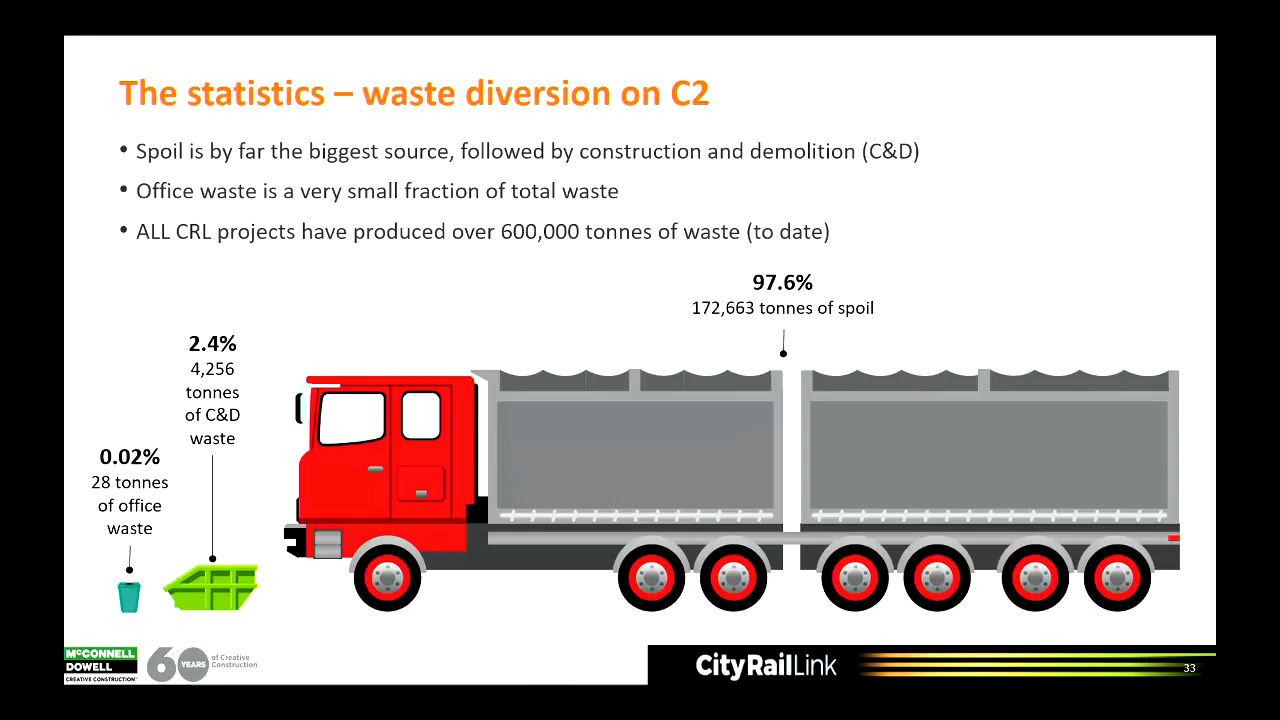 The statistics – waste diversion on C2
• Spoil is by far the biggest source, followed by construction and demolition (C&D)
• Office waste is a very small fraction of total waste
• ALL CRL projects have produced over 600,000 tonnes of waste (to date)
97.6%
172,663 tonnes of spoil
2.4%
4,256
tonnes
of C&D
waste
0.02%
28 tonnes
of office
waste
McCONNELL
DOWELL
CREATIVE CONSTRUCTION™
60 YEARS
of Creative
Construction
CityRailLink
33